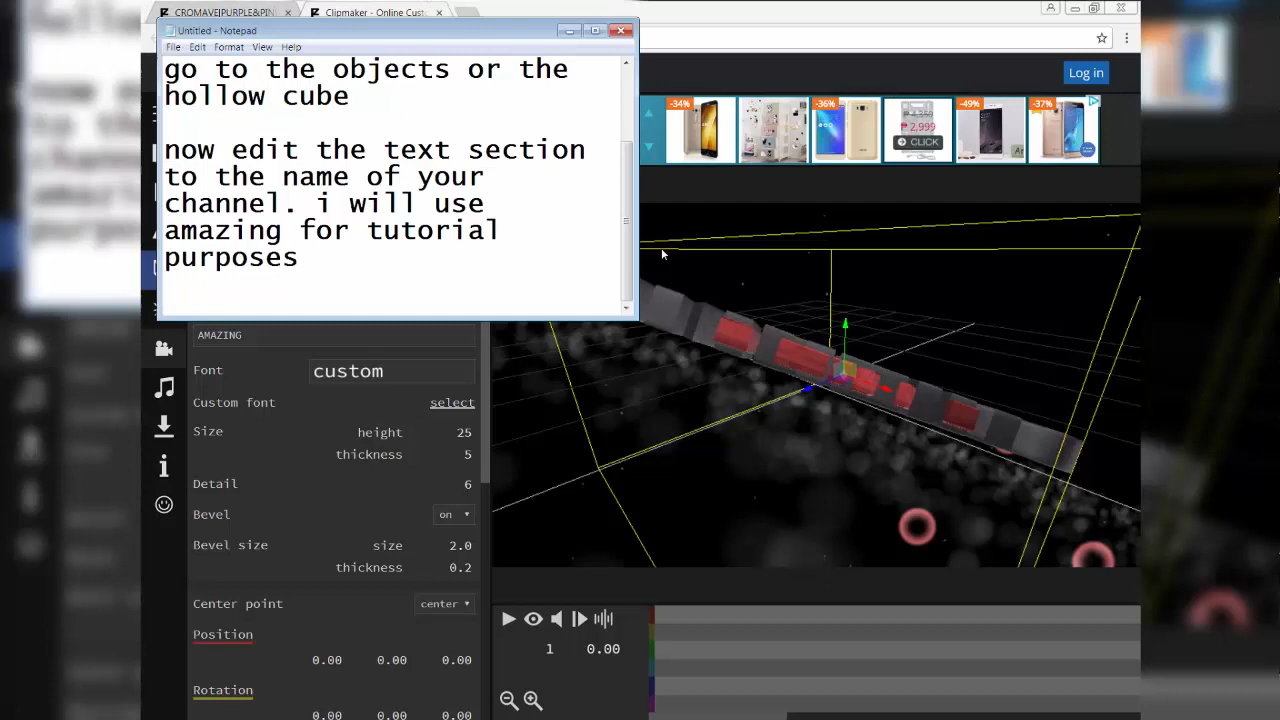 CROMAVE|PURPLE&PIN
Clipmaker - Online Cust
Untitled - Notepad
File Edit Format View Help
go to the objects or the
hollow cube
now edit the text section
to the name of your
channel. i will use
amazing for tutorial
purposes
Log in
-34%
-36%
2,999
CLICK
-49%
-37%
AMAZING
Font custom
Custom font select
Size height 25
thickness 5
Detail 6
Bevel on
Bevel size size 2.0
thickness 0.2
Center point center
Position
0.00 0.00 0.00
Rotation
0.00 0.00 0.00
1 0.00